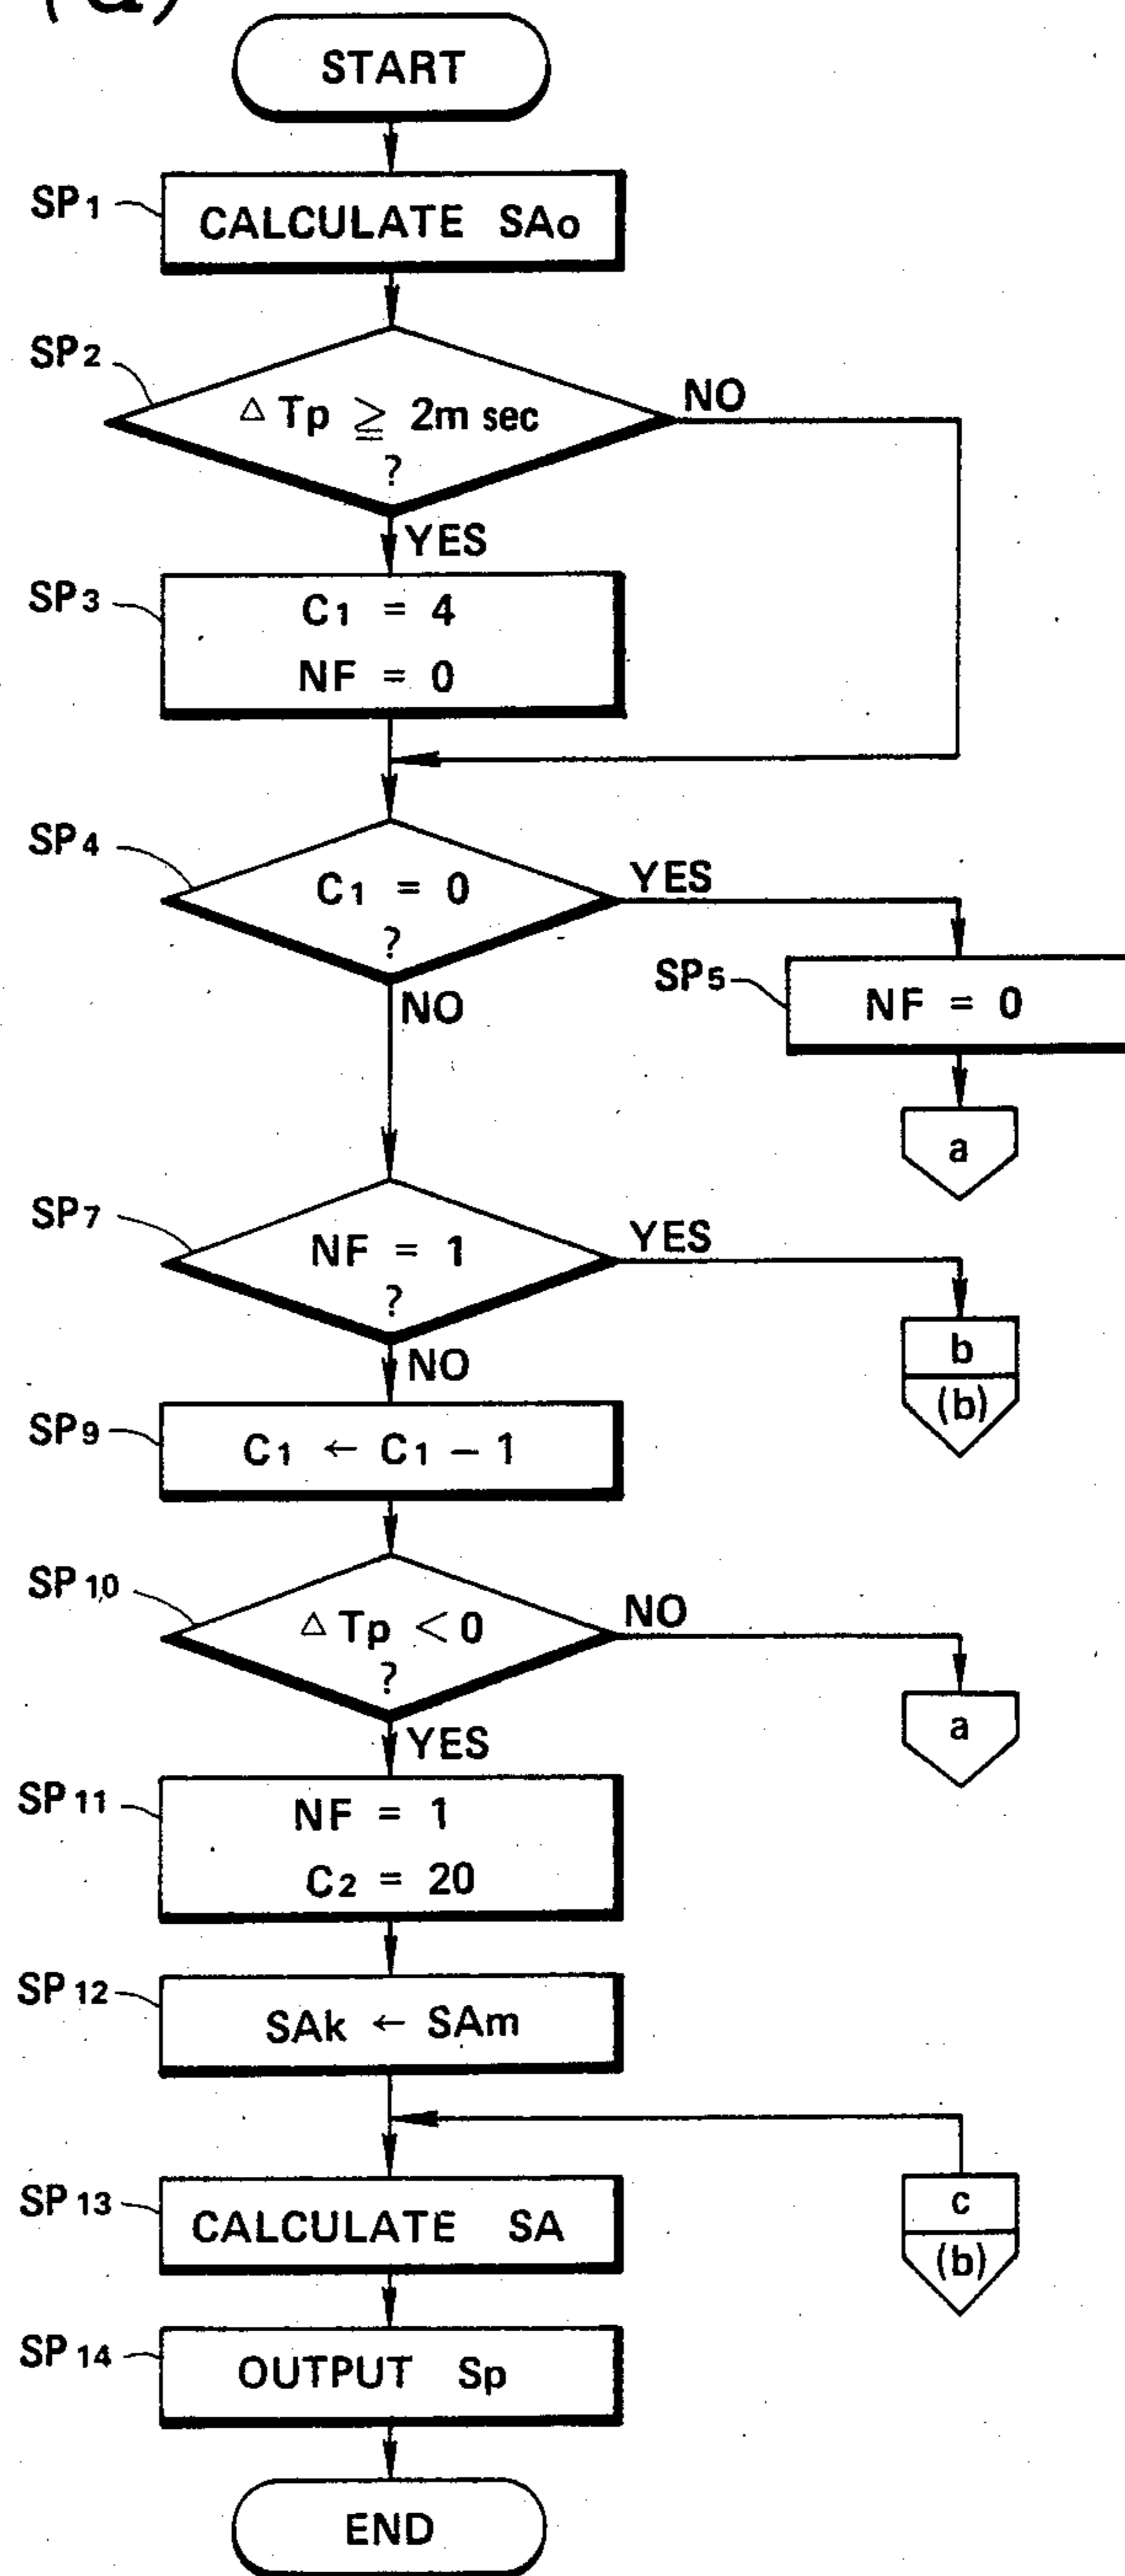 (a)
START
SP1
CALCULATE SAo
SP2
△Tp ≧ 2m sec
?
NO
YES
SP3
C1 = 4
NF = 0
SP4
C1 = 0
?
YES
NO
SP5
NF = 0
a
SP7
NF = 1
?
YES
NO
b
(b)
SP9
C1 ← C1 − 1
SP10
△Tp < 0
?
NO
YES
a
SP11
NF = 1
C2 = 20
SP12
SAk ← SAm
SP13
CALCULATE SA
c
(b)
SP14
OUTPUT Sp
END